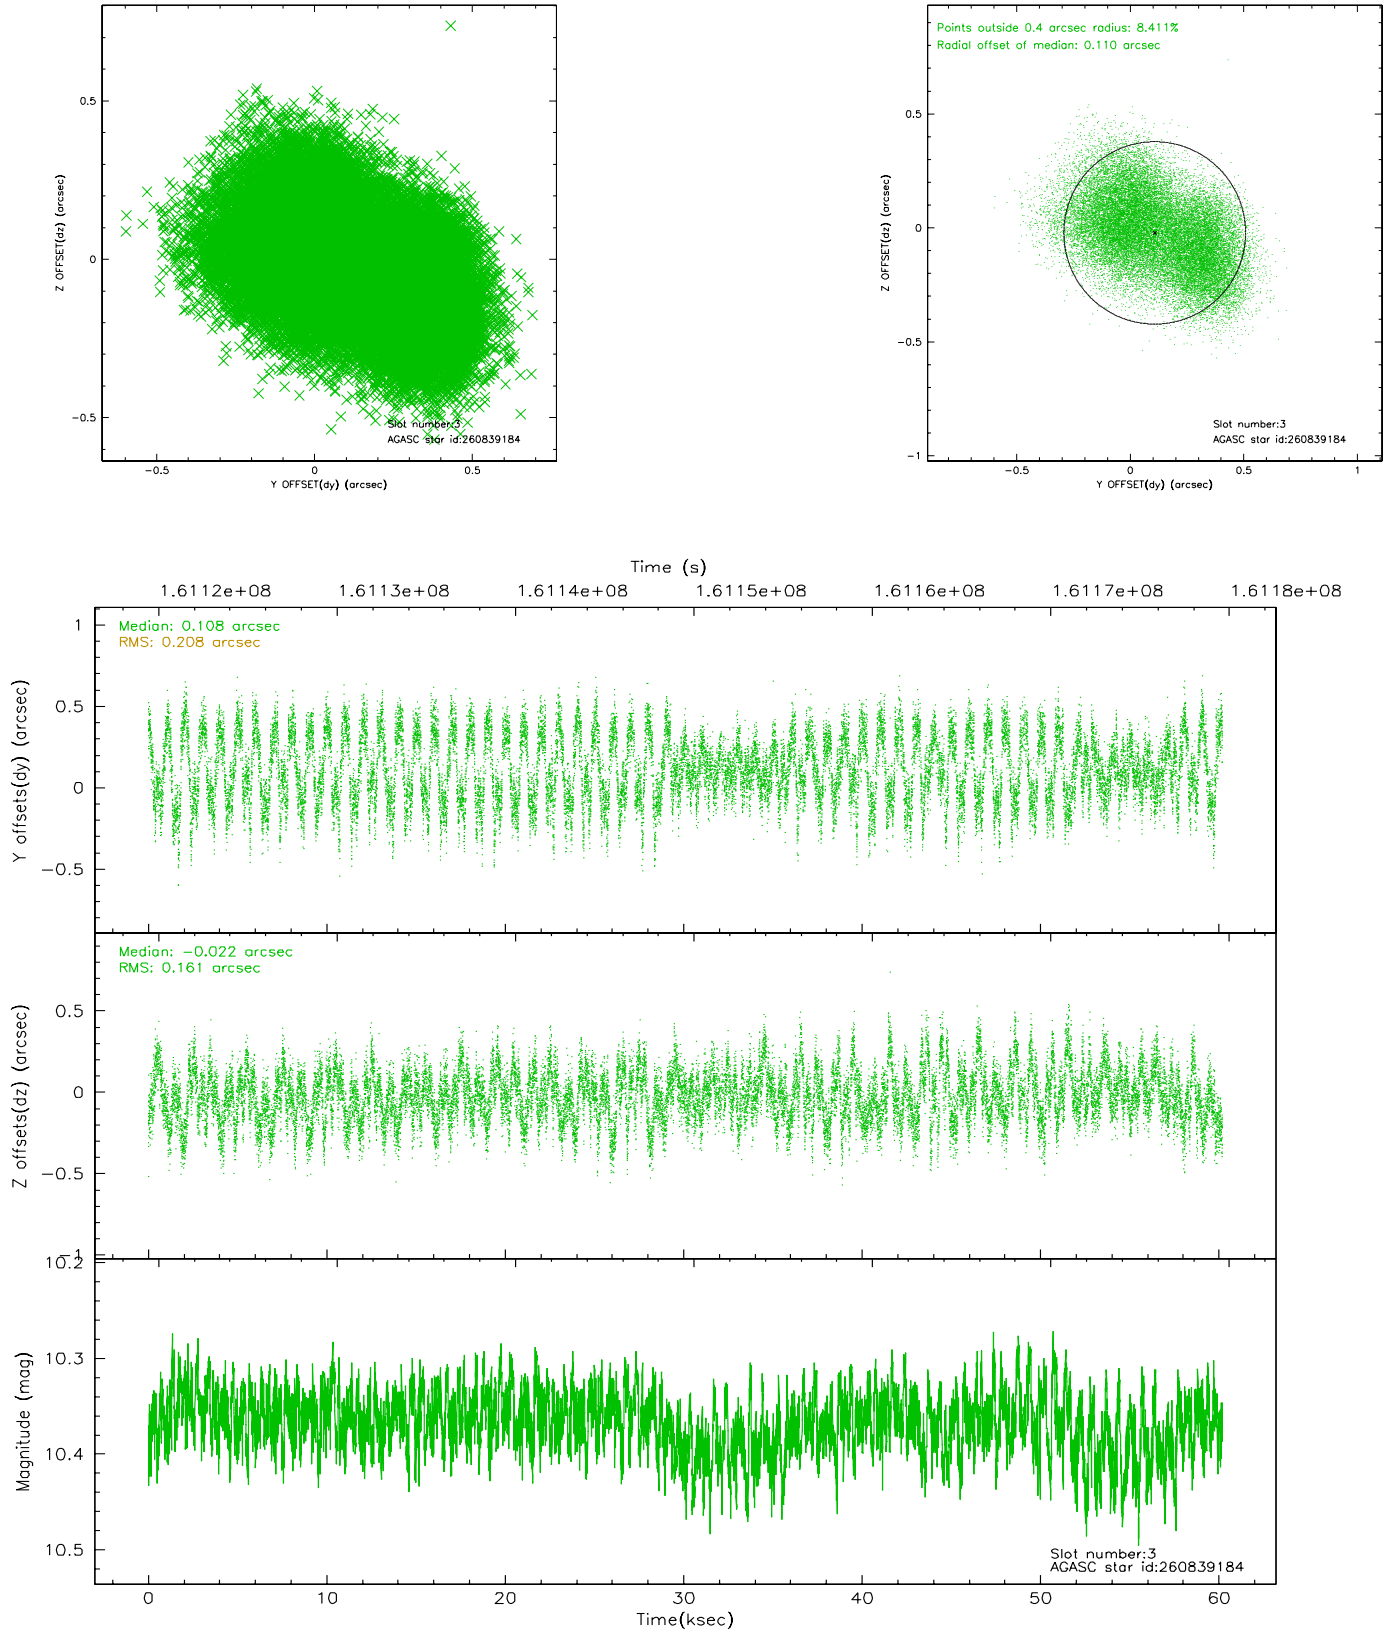 0.5
0
−0.5
Z OFFSET(dz) (arcsec)
−0.5
0
0.5
Y OFFSET(dy) (arcsec)
Slot number:3
AGASC star id:260839184
Points outside 0.4 arcsec radius: 8.411%
Radial offset of median: 0.110 arcsec
0.5
0
−0.5
−1
Z OFFSET(dz) (arcsec)
−0.5
0
0.5
1
Y OFFSET(dy) (arcsec)
Slot number:3
AGASC star id:260839184
Time (s)
1.6112e+08 1.6113e+08 1.6114e+08 1.6115e+08 1.6116e+08 1.6117e+08 1.6118e+08
Median: 0.108 arcsec
RMS: 0.208 arcsec
1
0.5
0
−0.5
Y offsets(dy) (arcsec)
Median: −0.022 arcsec
RMS: 0.161 arcsec
0.5
0
−0.5
−1
Z offsets(dz) (arcsec)
10.2
10.3
10.4
10.5
Magnitude (mag)
Slot number:3
AGASC star id:260839184
0 10 20 30 40 50 60
Time(ksec)